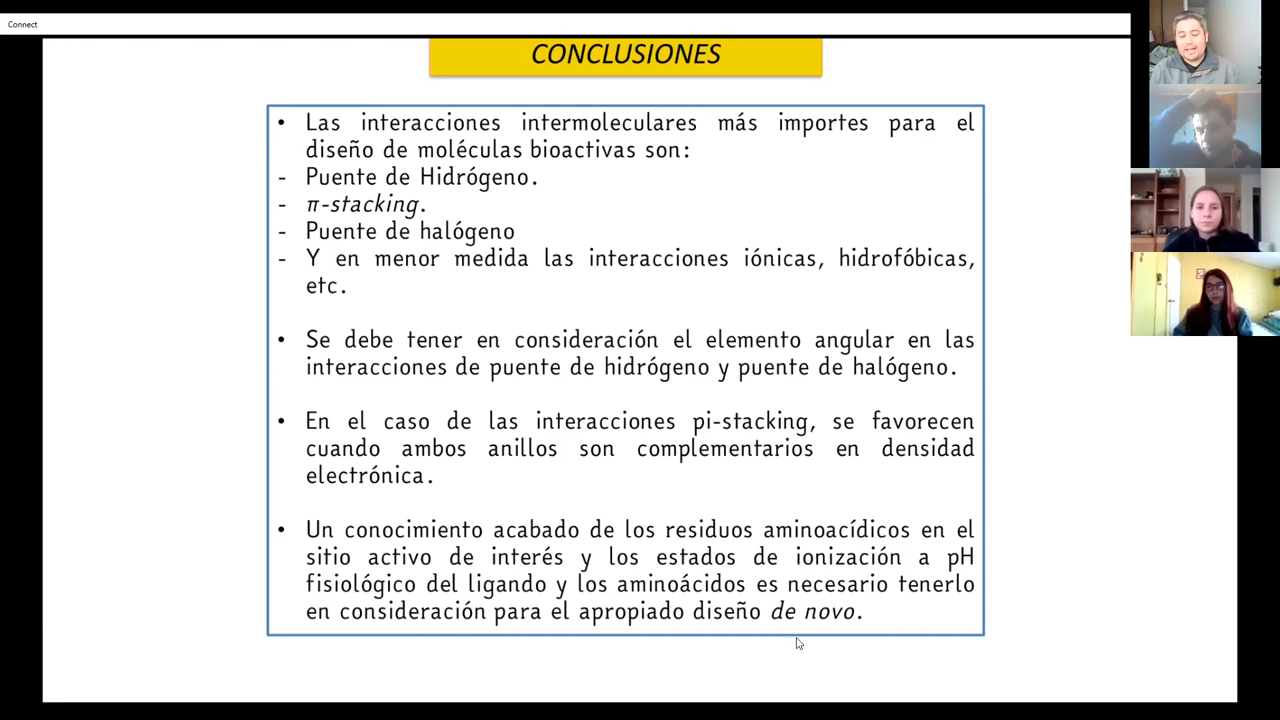 Connect
CONCLUSIONES
• Las interacciones intermoleculares más importes para el
diseño de moléculas bioactivas son:
- Puente de Hidrógeno.
- π-stacking.
- Puente de halógeno
- Y en menor medida las interacciones iónicas, hidrofóbicas,
etc.
• Se debe tener en consideración el elemento angular en las
interacciones de puente de hidrógeno y puente de halógeno.
• En el caso de las interacciones pi-stacking, se favorecen
cuando ambos anillos son complementarios en densidad
electrónica.
• Un conocimiento acabado de los residuos aminoacídicos en el
sitio activo de interés y los estados de ionización a pH
fisiológico del ligando y los aminoácidos es necesario tenerlo
en consideración para el apropiado diseño de novo.